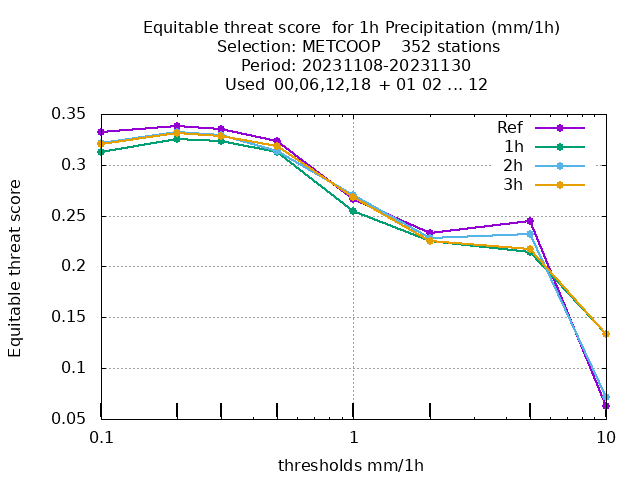 Equitable threat score  for 1h Precipitation (mm/1h)
Selection: METCOOP    352 stations
Period: 20231108-20231130
Used  00,06,12,18 + 01 02 ... 12
Equitable threat score
0.35
0.3
0.25
0.2
0.15
0.1
0.05
Ref
1h
2h
3h
0.1
1
10
thresholds mm/1h